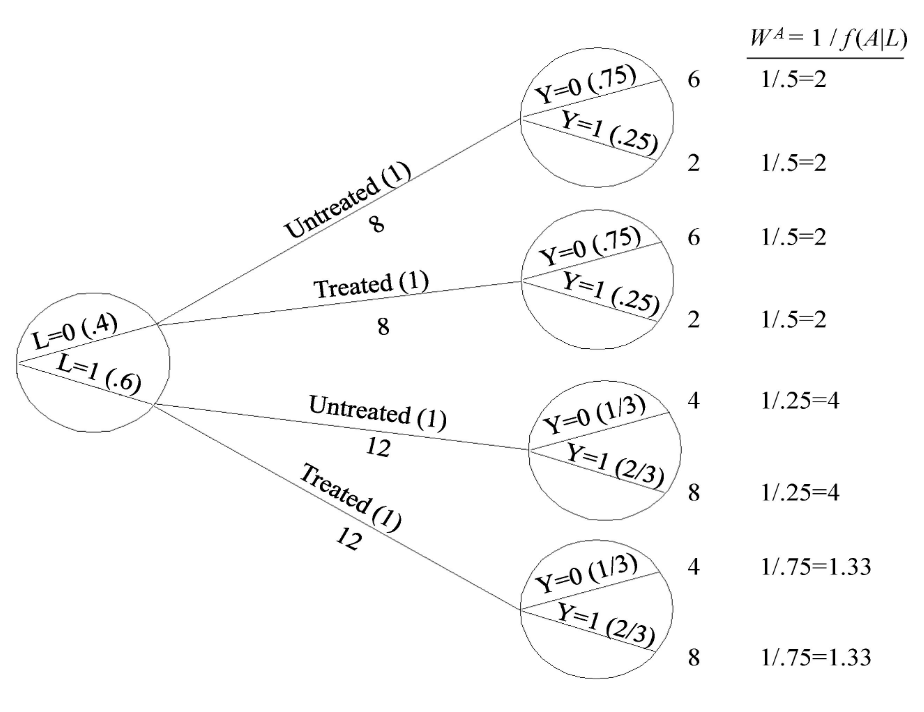 W^A = 1 / f(A|L)
Y=0 (.75) 6 1/.5=2
Y=1 (.25) 2 1/.5=2
Untreated (1)
8
Y=0 (.75) 6 1/.5=2
Treated (1)
8
Y=1 (.25) 2 1/.5=2
L=0 (.4)
L=1 (.6)
Untreated (1)
12
Y=0 (1/3) 4 1/.25=4
Y=1 (2/3) 8 1/.25=4
Treated (1)
12
Y=0 (1/3) 4 1/.75=1.33
Y=1 (2/3) 8 1/.75=1.33